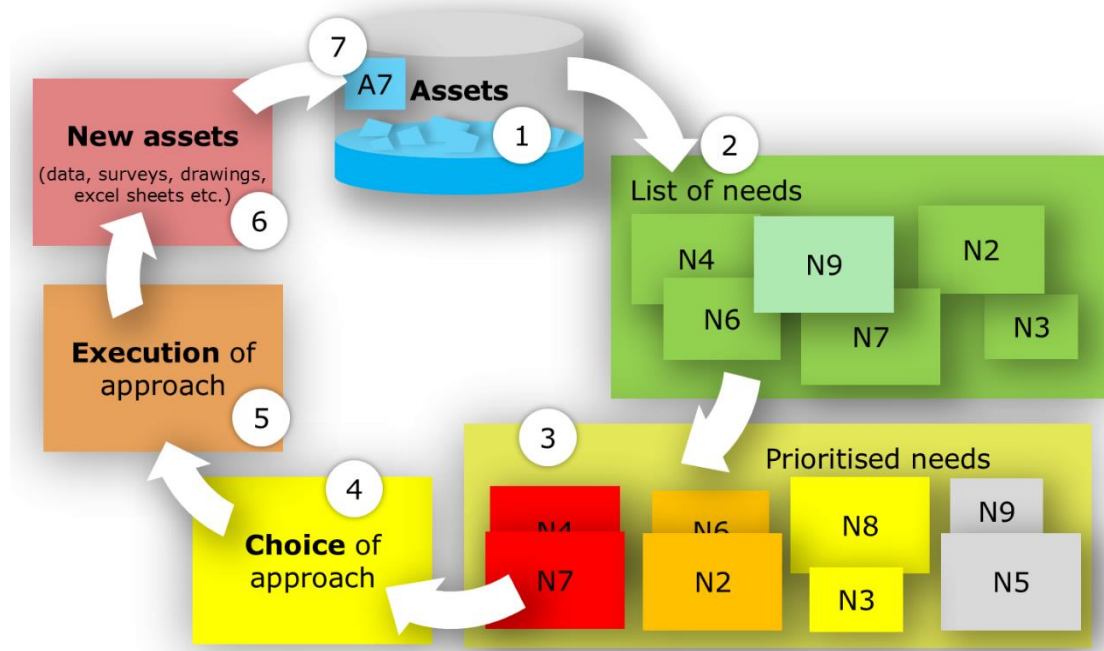 7
A7
Assets
1
New assets
(data, surveys, drawings,
excel sheets etc.)
6
2
List of needs
N4
N9
N2
N6
N7
N3
Execution of
approach
5
3
Prioritised needs
N4
N6
N8
N9
N7
N2
N3
N5
4
Choice of
approach